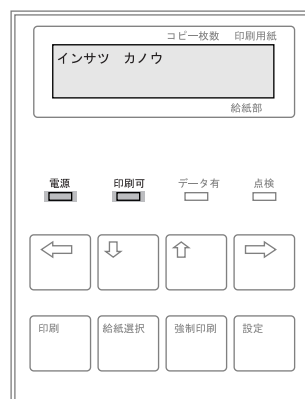 コピー枚数 印刷用紙
インサツ カノウ
給紙部
電源 印刷可 データ有 点検
印刷 給紙選択 強制印刷 設定